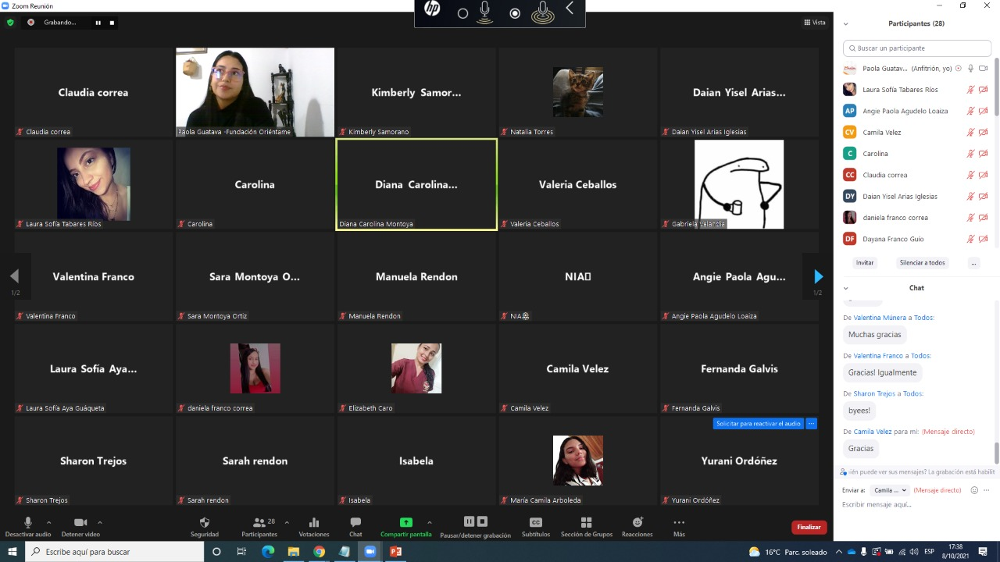 Zoom Reunión
hp
Grabando...
Vista
Claudia correa
Claudia correa
Paola Guatava -Fundación Oriéntame
Kimberly Samor...
Kimberly Samorano
Natalia Torres
Daian Yisel Arias...
Daian Yisel Arias Iglesias
Laura Sofía Tabares Ríos
Carolina
Carolina
Diana Carolina...
Diana Carolina Montoya
Valeria Ceballos
Valeria Ceballos
Gabriela Velandia
Valentina Franco
Valentina Franco
Sara Montoya O...
Sara Montoya Ortiz
Manuela Rendon
Manuela Rendon
NIA
NIA
Angie Paola Agu...
Angie Paola Agudelo Loaiza
1/2
1/2
Laura Sofía Aya...
Laura Sofía Aya Guáqueta
daniela franco correa
Elizabeth Caro
Camila Velez
Camila Velez
Fernanda Galvis
Fernanda Galvis
Sharon Trejos
Sharon Trejos
Sarah rendon
Sarah rendon
Isabela
Isabela
María Camila Arboleda
Solicitar para reactivar el audio
...
Yurani Ordóñez
Yurani Ordóñez
Desactivar audio
Detener video
Seguridad
Participantes
28
Votaciones
Chat
Compartir pantalla
Pausar/detener grabación
CC
Subtítulos
Sección de Grupos
Reacciones
Más
Finalizar
Participantes (28)
Buscar un participante
Paola Guatav... (Anfitrión, yo)
Laura Sofía Tabares Ríos
AP Angie Paola Agudelo Loaiza
CV Camila Velez
C Carolina
CC Claudia correa
DY Daian Yisel Arias Iglesias
daniela franco correa
DF Dayana Franco Guío
Invitar
Silenciar a todos
...
Chat
De Valentina Múnera a Todos:
Muchas gracias
De Valentina Franco a Todos:
Gracias! Igualmente
De Sharon Trejos a Todos:
byees!
De Camila Velez para mí: (Mensaje directo)
Gracias
ién puede ver sus mensajes? La grabación está habilit
Enviar a: Camila ... (Mensaje directo)
...
Escribir mensaje aquí...
Escribe aquí para buscar
16°C Parc. soleado
ESP
17:38
8/10/2021